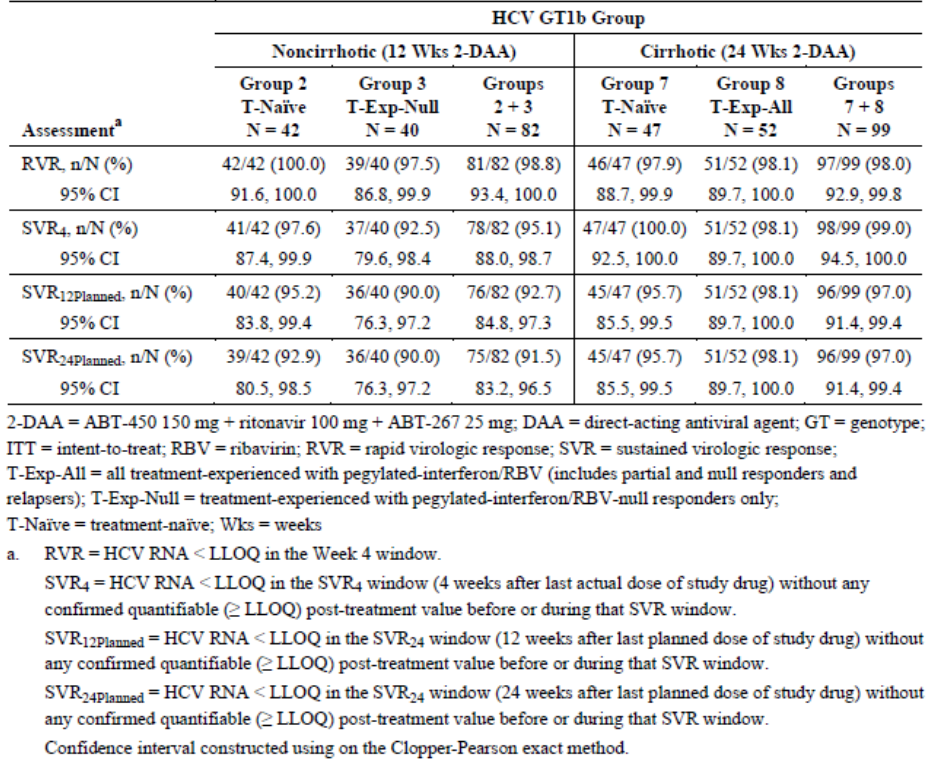 HCV GT1b Group
Noncirrhotic (12 Wks 2-DAA) Cirrhotic (24 Wks 2-DAA)
Group 2 Group 3 Groups Group 7 Group 8 Groups
T-Naïve T-Exp-Null 2 + 3 T-Naïve T-Exp-All 7 + 8
Assessmentª N = 42 N = 40 N = 82 N = 47 N = 52 N = 99
RVR, n/N (%) 42/42 (100.0) 39/40 (97.5) 81/82 (98.8) 46/47 (97.9) 51/52 (98.1) 97/99 (98.0)
95% CI 91.6, 100.0 86.8, 99.9 93.4, 100.0 88.7, 99.9 89.7, 100.0 92.9, 99.8
SVR4, n/N (%) 41/42 (97.6) 37/40 (92.5) 78/82 (95.1) 47/47 (100.0) 51/52 (98.1) 98/99 (99.0)
95% CI 87.4, 99.9 79.6, 98.4 88.0, 98.7 92.5, 100.0 89.7, 100.0 94.5, 100.0
SVR12Planned, n/N (%) 40/42 (95.2) 36/40 (90.0) 76/82 (92.7) 45/47 (95.7) 51/52 (98.1) 96/99 (97.0)
95% CI 83.8, 99.4 76.3, 97.2 84.8, 97.3 85.5, 99.5 89.7, 100.0 91.4, 99.4
SVR24Planned, n/N (%) 39/42 (92.9) 36/40 (90.0) 75/82 (91.5) 45/47 (95.7) 51/52 (98.1) 96/99 (97.0)
95% CI 80.5, 98.5 76.3, 97.2 83.2, 96.5 85.5, 99.5 89.7, 100.0 91.4, 99.4
2-DAA = ABT-450 150 mg + ritonavir 100 mg + ABT-267 25 mg; DAA = direct-acting antiviral agent; GT = genotype;
ITT = intent-to-treat; RBV = ribavirin; RVR = rapid virologic response; SVR = sustained virologic response;
T-Exp-All = all treatment-experienced with pegylated-interferon/RBV (includes partial and null responders and
relapsers); T-Exp-Null = treatment-experienced with pegylated-interferon/RBV-null responders only;
T-Naïve = treatment-naïve; Wks = weeks
a. RVR = HCV RNA < LLOQ in the Week 4 window.
SVR4 = HCV RNA < LLOQ in the SVR4 window (4 weeks after last actual dose of study drug) without any
confirmed quantifiable (≥ LLOQ) post-treatment value before or during that SVR window.
SVR12Planned = HCV RNA < LLOQ in the SVR24 window (12 weeks after last planned dose of study drug) without
any confirmed quantifiable (≥ LLOQ) post-treatment value before or during that SVR window.
SVR24Planned = HCV RNA < LLOQ in the SVR24 window (24 weeks after last planned dose of study drug) without
any confirmed quantifiable (≥ LLOQ) post-treatment value before or during that SVR window.
Confidence interval constructed using on the Clopper-Pearson exact method.